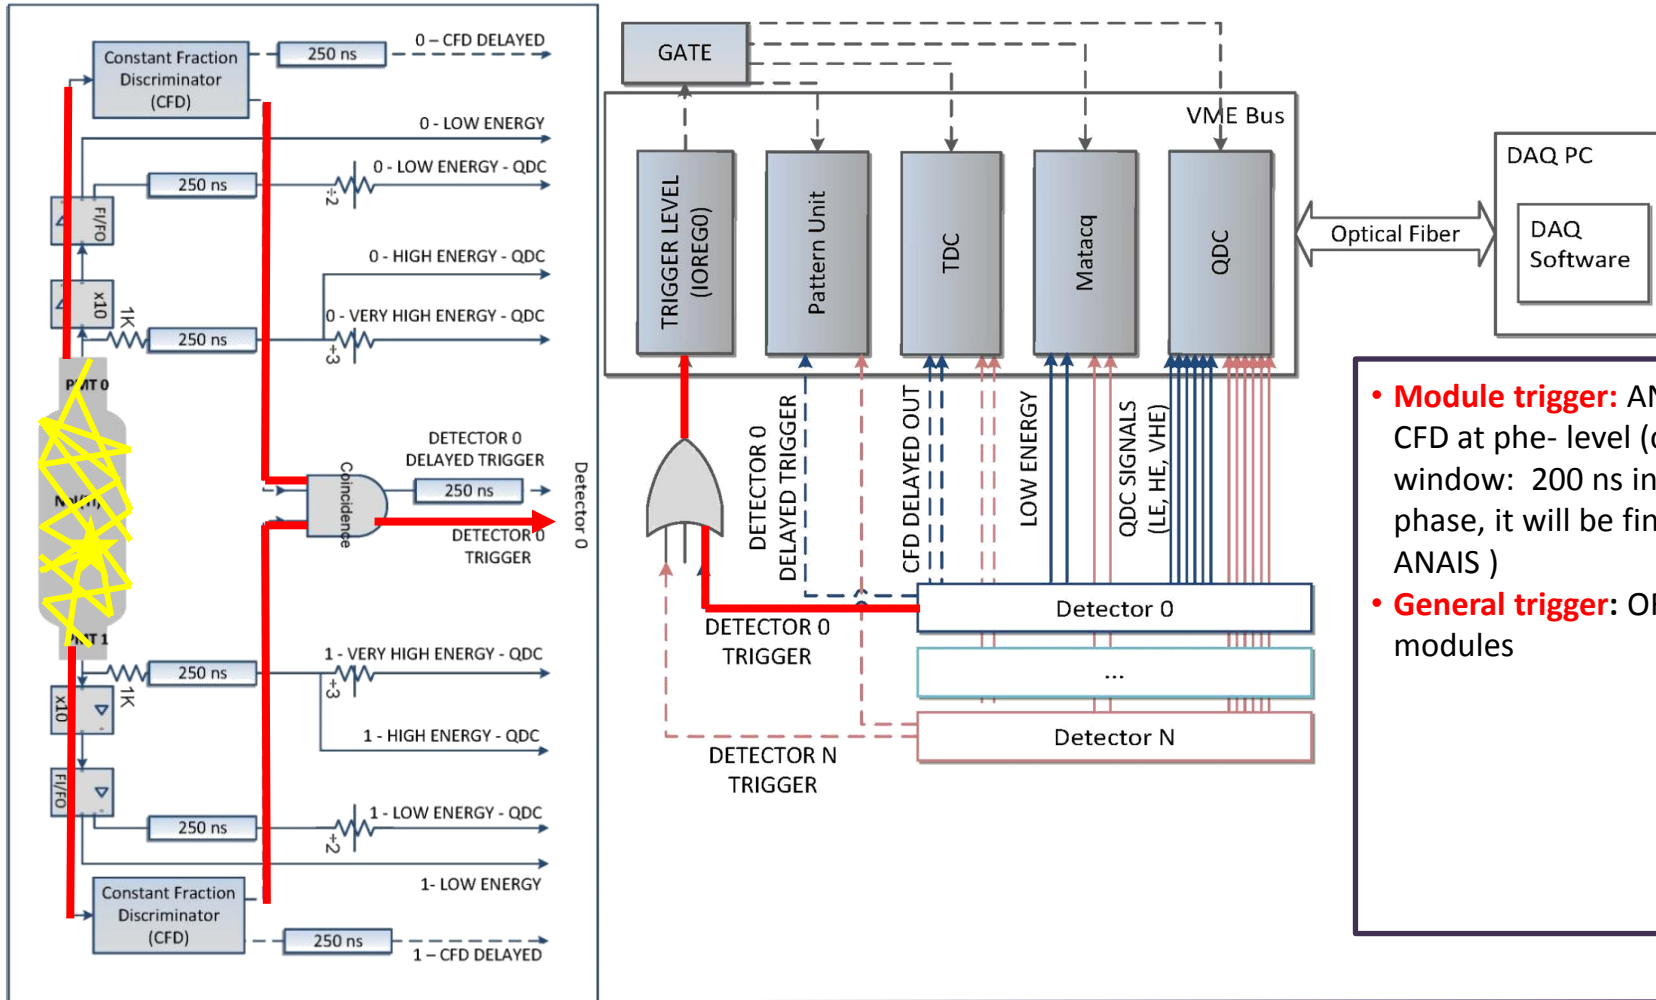 Constant Fraction
Discriminator
(CFD)
250 ns
0 – CFD DELAYED
0 - LOW ENERGY
250 ns
÷2
0 - LOW ENERGY - QDC
FI/FO
0 - HIGH ENERGY - QDC
x10
1K
250 ns
÷3
0 - VERY HIGH ENERGY - QDC
PMT 0
Coincidence
DETECTOR 0
DELAYED TRIGGER
250 ns
DETECTOR 0
TRIGGER
Detector 0
PMT 1
1K
250 ns
÷3
1 - VERY HIGH ENERGY - QDC
x10
1 - HIGH ENERGY - QDC
FI/FO
250 ns
÷2
1 - LOW ENERGY - QDC
1- LOW ENERGY
Constant Fraction
Discriminator
(CFD)
250 ns
1 – CFD DELAYED
GATE
VME Bus
TRIGGER LEVEL
(IOREG0)
Pattern Unit
TDC
Matacq
QDC
Optical Fiber
DAQ PC
DAQ
Software
DETECTOR 0
DELAYED TRIGGER
CFD DELAYED OUT
LOW ENERGY
QDC SIGNALS
(LE, HE, VHE)
DETECTOR 0
TRIGGER
Detector 0
...
Detector N
DETECTOR N
TRIGGER
• Module trigger:
CFD at phe- level
window: 200 ns in
phase, it will be
ANAIS )
• General trigger:
modules